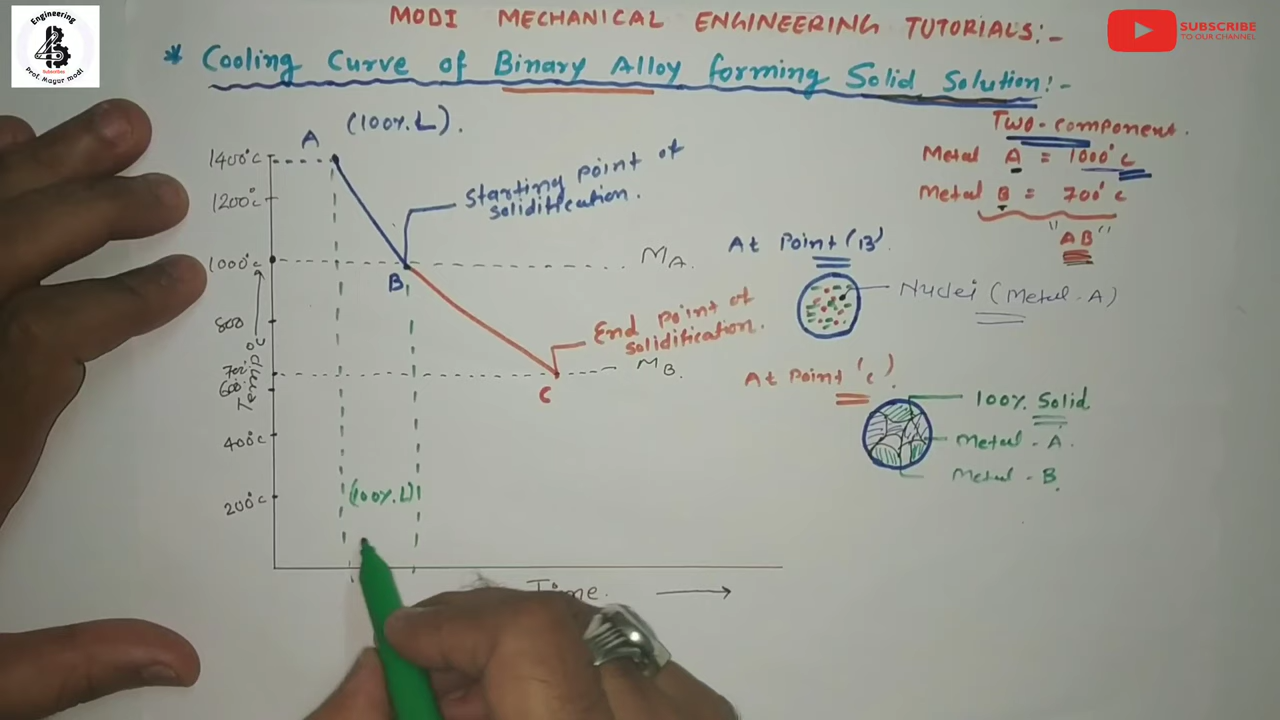 MODI MECHANICAL ENGINEERING TUTORIALS:-
Engineering
4
Subscribe
Prof. Mayur modi
SUBSCRIBE
TO OUR CHANNEL
* Cooling Curve of Binary Alloy forming Solid Solution:-
(100%.L).
A
1400°C
1200°C
1000°C
800
700
600
400°C
200°C
Temp °C
Starting point of
solidification.
B
MA.
End point of
solidification.
MB.
C
(100%.L)
Time.
Two-component.
Metal A = 1000°C
Metal B = 700°C
"AB"
At Point 'B'.
Nuclei (Metal-A)
At Point 'C'.
100% Solid
Metal - A.
Metal - B.